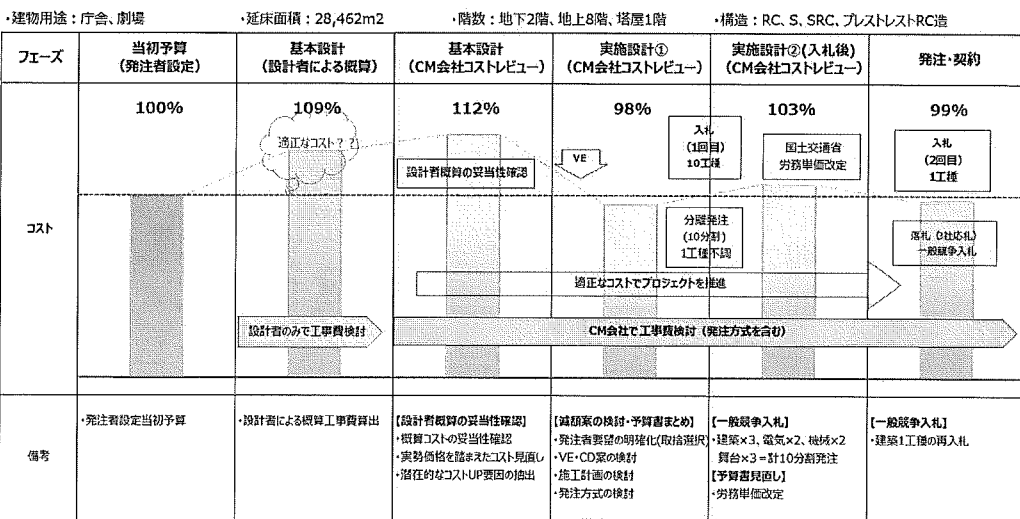 ・建物用途：庁舎、劇場
・延床面積：28,462m2
・階数：地下2階、地上8階、塔屋1階
・構造：RC、S、SRC、プレストレストRC造
フェーズ
当初予算
(発注者設定)
基本設計
(設計者による概算)
基本設計
(CM会社コストレビュー)
実施設計①
(CM会社コストレビュー)
実施設計②(入札後)
(CM会社コストレビュー)
発注・契約
コスト
100%
109%
112%
98%
103%
99%
適正なコスト？？
設計者概算の妥当性確認
VE
入札
(1回目)
10工種
国土交通省
労務単価改定
入札
(2回目)
1工種
分離発注
(10分割)
1工種不調
落札（3社応札）
一般競争入札
適正なコストでプロジェクトを推進
設計者のみで工事費検討
CM会社で工事費検討（発注方式を含む）
備考
・発注者設定当初予算
・設計者による概算工事費算出
【設計者概算の妥当性確認】
・概算コストの妥当性確認
・実勢価格を踏まえたコスト見直し
・潜在的なコストUP要因の抽出
【減額案の検討・予算書まとめ】
・発注者要望の明確化(取捨選択)
・VE・CD案の検討
・施工計画の検討
・発注方式の検討
【一般競争入札】
・建築×3、電気×2、機械×2
舞台×3＝計10分割発注
【予算書見直し】
・労務単価改定
【一般競争入札】
・建築1工種の再入札